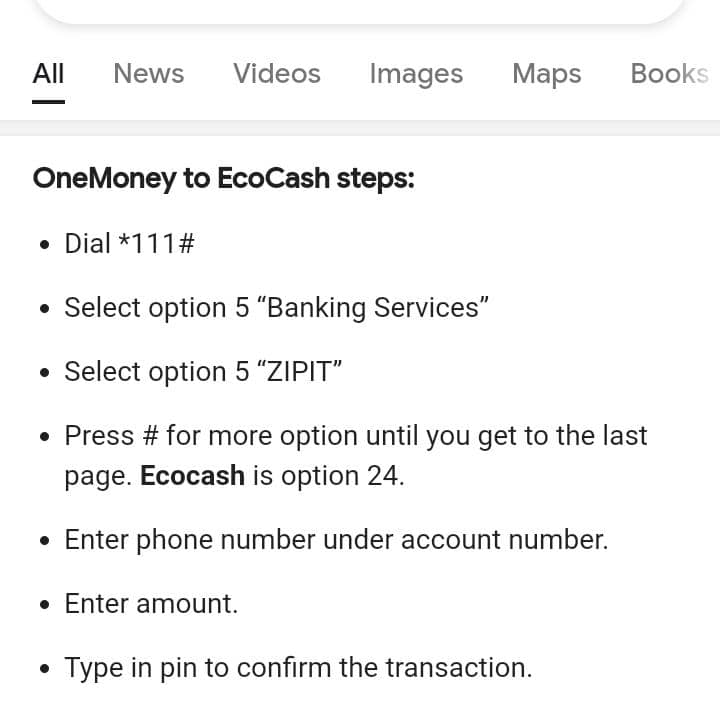 All News Videos Images Maps Books
OneMoney to EcoCash steps:
• Dial *111#
• Select option 5 “Banking Services”
• Select option 5 “ZIPIT”
• Press # for more option until you get to the last
page. Ecocash is option 24.
• Enter phone number under account number.
• Enter amount.
• Type in pin to confirm the transaction.